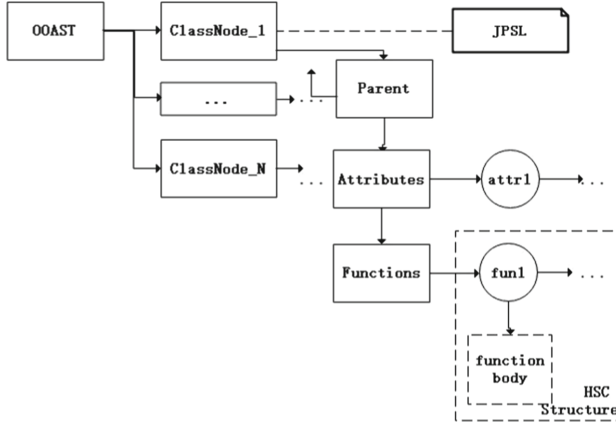 OOAST
ClassNode_1
JPSL
Parent
...
...
ClassNode_N
...
Attributes
attr1
...
Functions
fun1
...
function
body
HSC
Structure